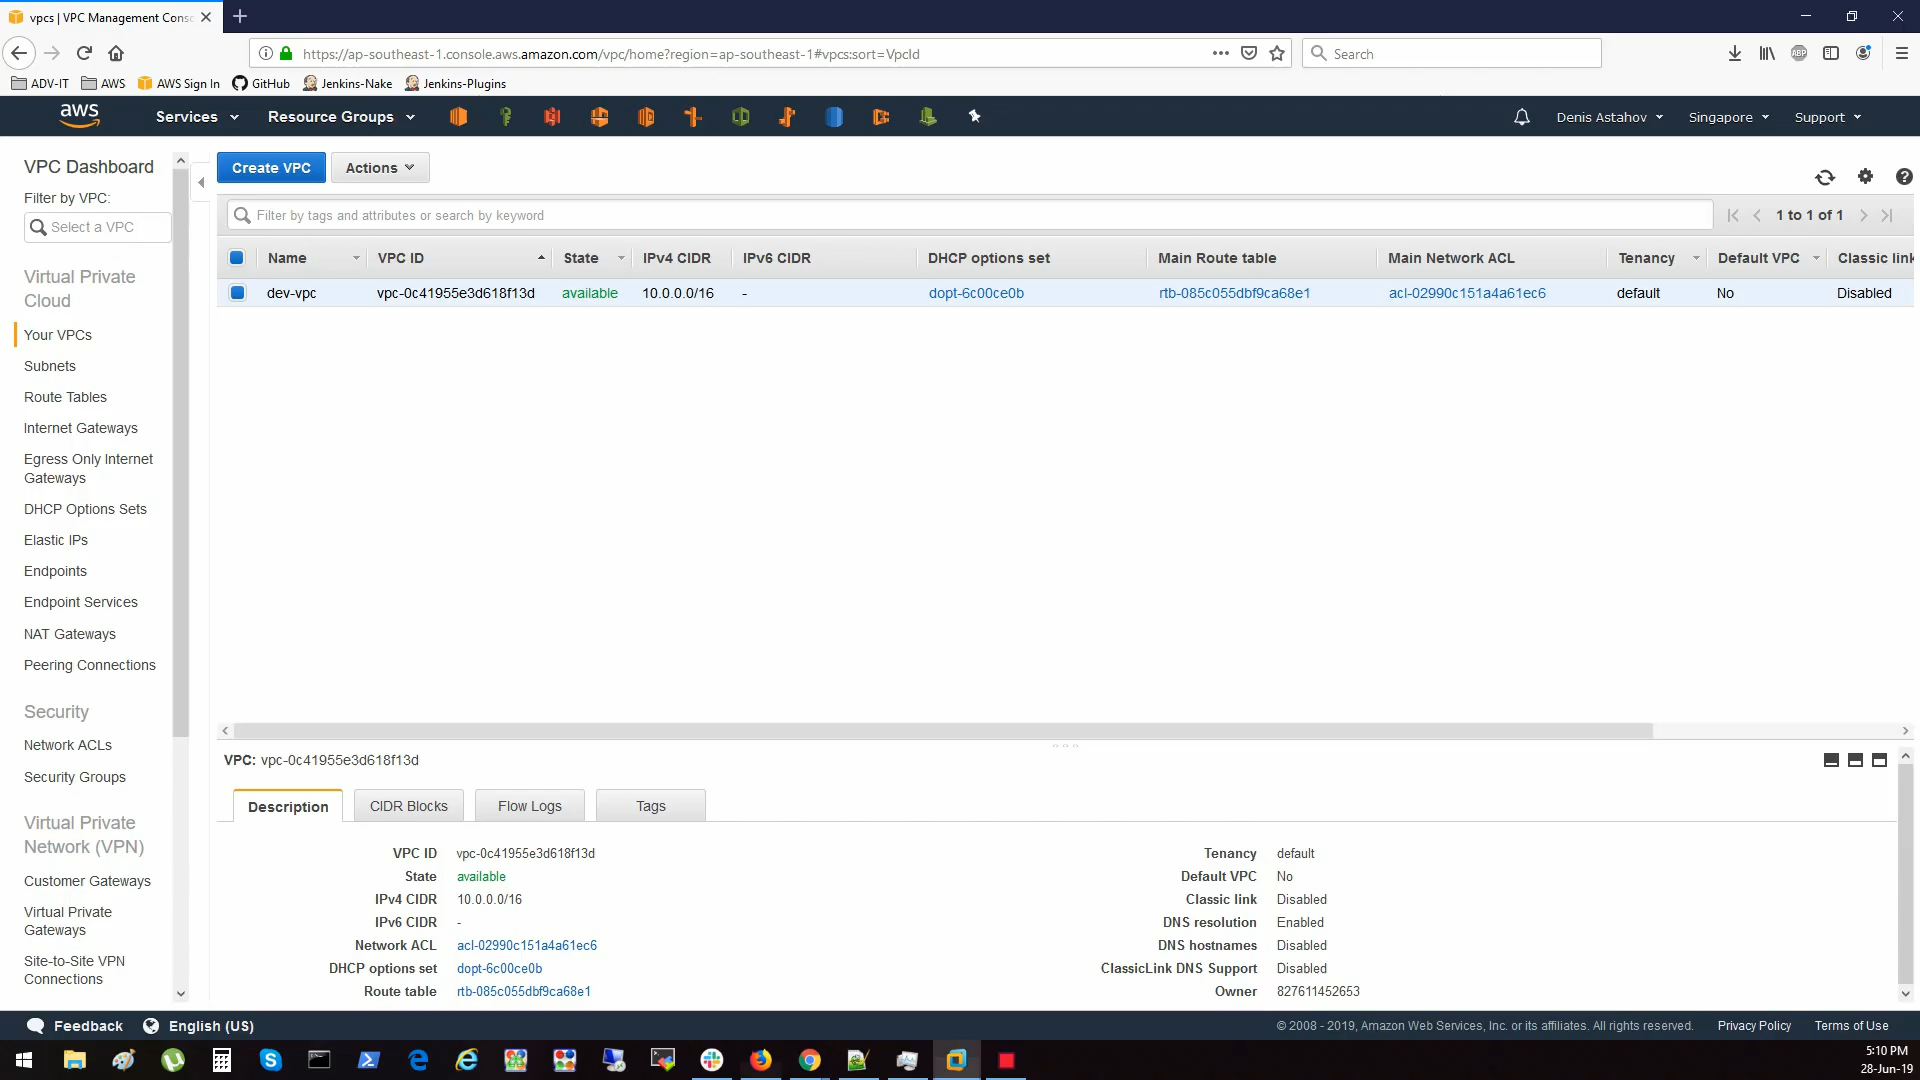 vpcs | VPC Management Consc
https://ap-southeast-1.console.aws.amazon.com/vpc/home?region=ap-southeast-1#vpcs:sort=VpcId
Search
ADV-IT AWS AWS Sign In GitHub Jenkins-Nake Jenkins-Plugins
aws Services Resource Groups Denis Astahov Singapore Support
VPC Dashboard
Filter by VPC:
Select a VPC
Virtual Private
Cloud
Your VPCs
Subnets
Route Tables
Internet Gateways
Egress Only Internet
Gateways
DHCP Options Sets
Elastic IPs
Endpoints
Endpoint Services
NAT Gateways
Peering Connections
Security
Network ACLs
Security Groups
Virtual Private
Network (VPN)
Customer Gateways
Virtual Private
Gateways
Site-to-Site VPN
Connections
Create VPC Actions
Filter by tags and attributes or search by keyword
1 to 1 of 1
Name VPC ID State IPv4 CIDR IPv6 CIDR DHCP options set Main Route table Main Network ACL Tenancy Default VPC Classic link
dev-vpc vpc-0c41955e3d618f13d available 10.0.0.0/16 - dopt-6c00ce0b rtb-085c055dbf9ca68e1 acl-02990c151a4a61ec6 default No Disabled
VPC: vpc-0c41955e3d618f13d
Description CIDR Blocks Flow Logs Tags
VPC ID vpc-0c41955e3d618f13d
State available
IPv4 CIDR 10.0.0.0/16
IPv6 CIDR -
Network ACL acl-02990c151a4a61ec6
DHCP options set dopt-6c00ce0b
Route table rtb-085c055dbf9ca68e1
Tenancy default
Default VPC No
Classic link Disabled
DNS resolution Enabled
DNS hostnames Disabled
ClassicLink DNS Support Disabled
Owner 827611452653
Feedback English (US)
© 2008 - 2019, Amazon Web Services, Inc. or its affiliates. All rights reserved. Privacy Policy Terms of Use
5:10 PM
28-Jun-19